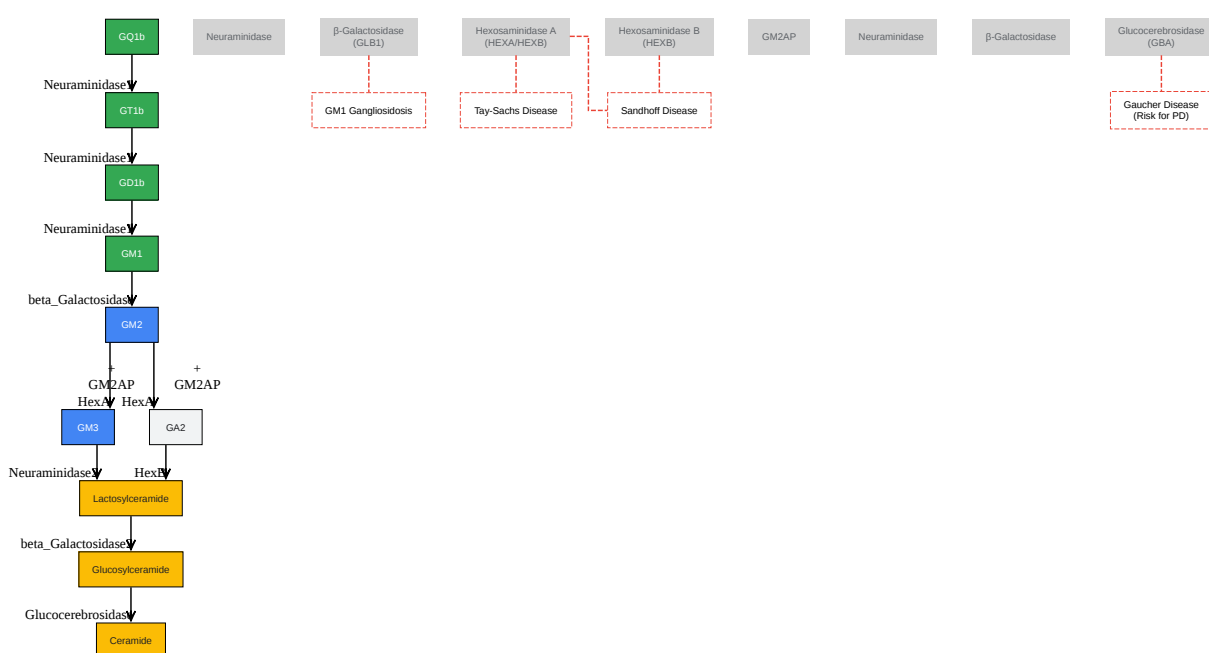 GQ1b
Neuraminidase
β-Galactosidase
(GLB1)
Hexosaminidase A
(HEXA/HEXB)
Hexosaminidase B
(HEXB)
GM2AP
Neuraminidase
β-Galactosidase
Glucocerebrosidase
(GBA)
Neuraminidase
GT1b
GM1 Gangliosidosis
Tay-Sachs Disease
Sandhoff Disease
Gaucher Disease
(Risk for PD)
Neuraminidase
GD1b
Neuraminidase
GM1
beta_Galactosidase
GM2
+
GM2AP
HexA
+
GM2AP
HexA
GM3
GA2
Neuraminidase
HexB
Lactosylceramide
beta_Galactosidase
Glucosylceramide
Glucocerebrosidase
Ceramide